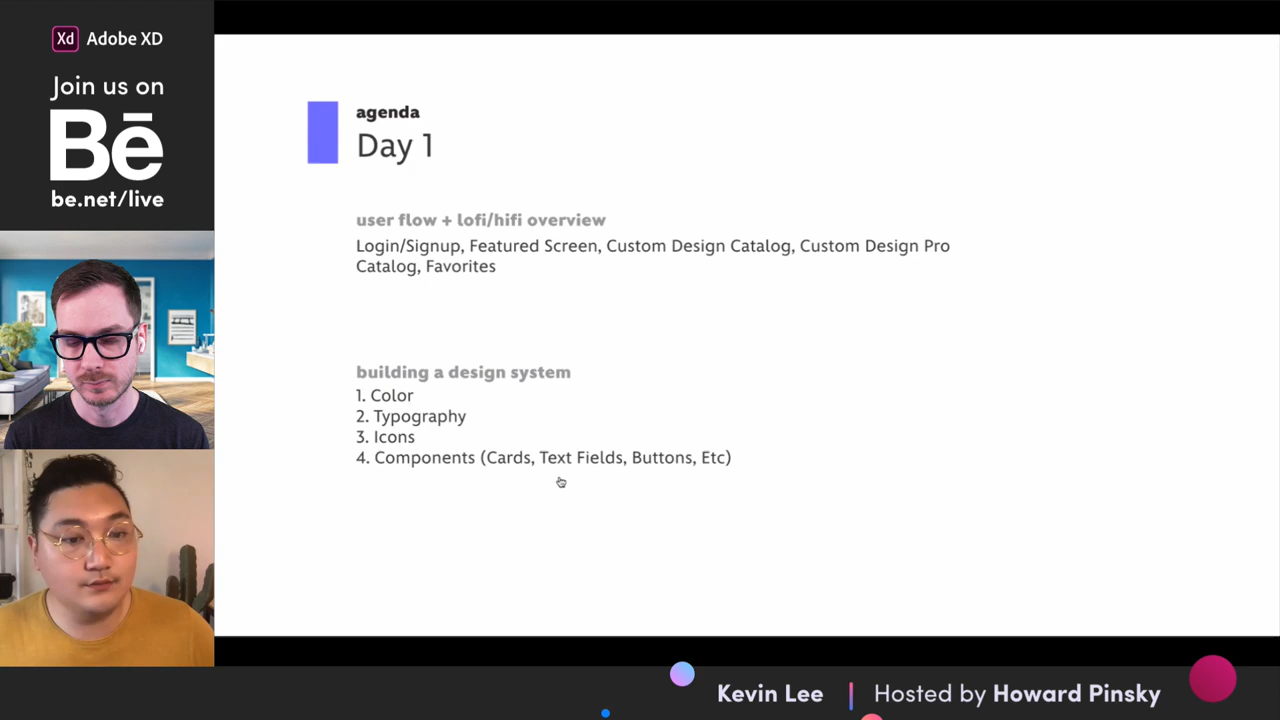 Xd Adobe XD
Join us on
Bē
be.net/live
agenda
Day 1
user flow + lofi/hifi overview
Login/Signup, Featured Screen, Custom Design Catalog, Custom Design Pro
Catalog, Favorites
building a design system
1. Color
2. Typography
3. Icons
4. Components (Cards, Text Fields, Buttons, Etc)
Kevin Lee | Hosted by Howard Pinsky